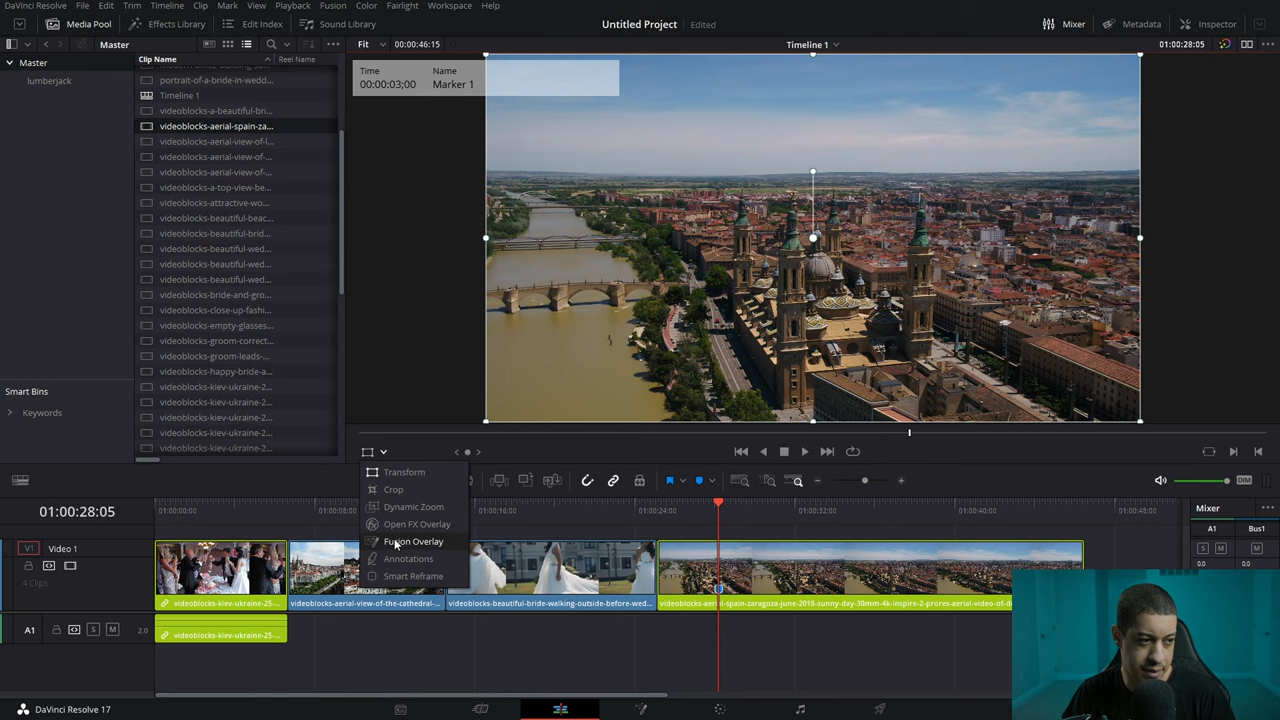 DaVinci Resolve File Edit Trim Timeline Clip Mark View Playback Fusion Color Fairlight Workspace Help
Media Pool Effects Library Edit Index Sound Library Untitled Project Edited Mixer Metadata Inspector
Master Fit 00:00:46:15 Timeline 1 01:00:28:05
Master
lumberjack
Clip Name Reel Name
portrait-of-a-bride-in-wedd...
Timeline 1
videoblocks-a-beautiful-bri...
videoblocks-aerial-spain-za...
videoblocks-aerial-view-of-l...
videoblocks-aerial-view-of-...
videoblocks-aerial-view-of-...
videoblocks-a-top-view-be...
videoblocks-attractive-wo...
videoblocks-beautiful-beac...
videoblocks-beautiful-brid...
videoblocks-beautiful-wed...
videoblocks-beautiful-wed...
videoblocks-beautiful-wed...
videoblocks-bride-and-gro...
videoblocks-close-up-fashi...
videoblocks-empty-glasses...
videoblocks-groom-correct...
videoblocks-groom-leads-...
videoblocks-happy-bride-a...
videoblocks-kiev-ukraine-2...
videoblocks-kiev-ukraine-2...
videoblocks-kiev-ukraine-2...
videoblocks-kiev-ukraine-2...
videoblocks-kiev-ukraine-2...
Smart Bins
Keywords
Time Name
00:00:03;00 Marker 1
Transform
Crop
Dynamic Zoom
Open FX Overlay
Fusion Overlay
Annotations
Smart Reframe
DIM
01:00:28:05
01:00:00:00 01:00:08:00 01:00:16:00 01:00:24:00 01:00:32:00 01:00:40:00 01:00:48:00
Mixer
A1 Bus1
S M M
0.0 0.0
V1 Video 1
4 Clips
videoblocks-kiev-ukraine-25-... videoblocks-aerial-view-of-the-cathedral-... videoblocks-beautiful-bride-walking-outside-before-wed... videoblocks-aerial-spain-zaragoza-june-2018-sunny-day-30mm-4k-inspire-2-prores-aerial-video-of-d
A1 S M 2.0
videoblocks-kiev-ukraine-25-...
DaVinci Resolve 17